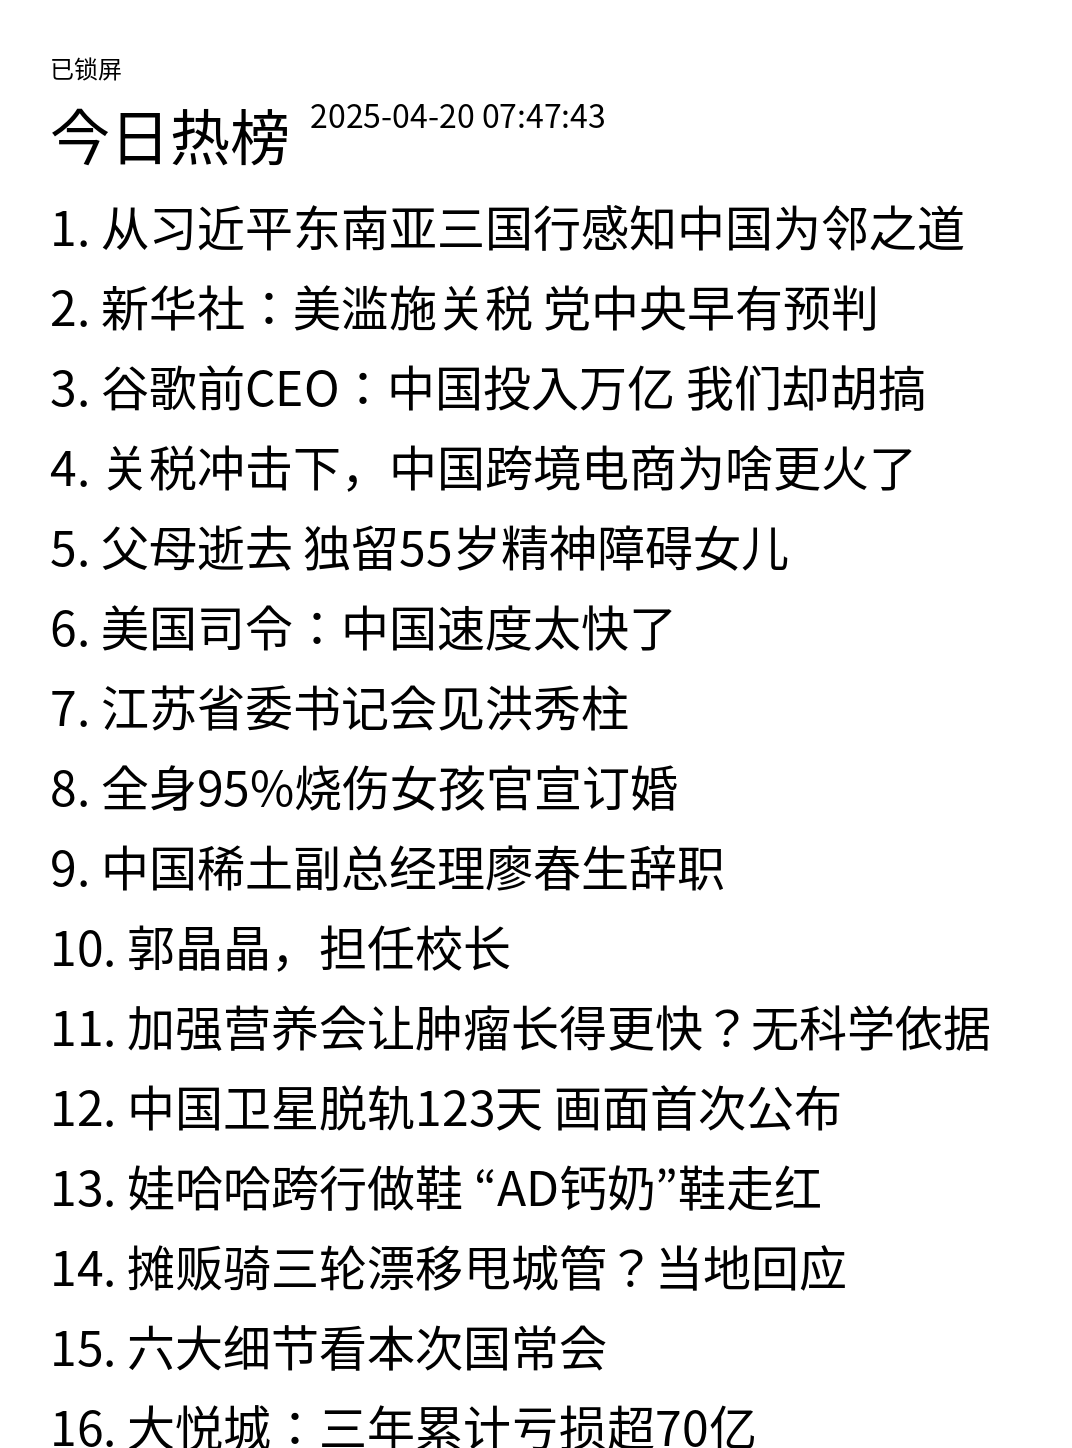 已锁屏
今日热榜 2025-04-20 07:47:43
1. 从习近平东南亚三国行感知中国为邻之道
2. 新华社：美滥施关税 党中央早有预判
3. 谷歌前CEO：中国投入万亿 我们却胡搞
4. 关税冲击下，中国跨境电商为啥更火了
5. 父母逝去 独留55岁精神障碍女儿
6. 美国司令：中国速度太快了
7. 江苏省委书记会见洪秀柱
8. 全身95%烧伤女孩官宣订婚
9. 中国稀土副总经理廖春生辞职
10. 郭晶晶，担任校长
11. 加强营养会让肿瘤长得更快？无科学依据
12. 中国卫星脱轨123天 画面首次公布
13. 娃哈哈跨行做鞋 “AD钙奶”鞋走红
14. 摊贩骑三轮漂移甩城管？当地回应
15. 六大细节看本次国常会
16. 大悦城：三年累计亏损超70亿